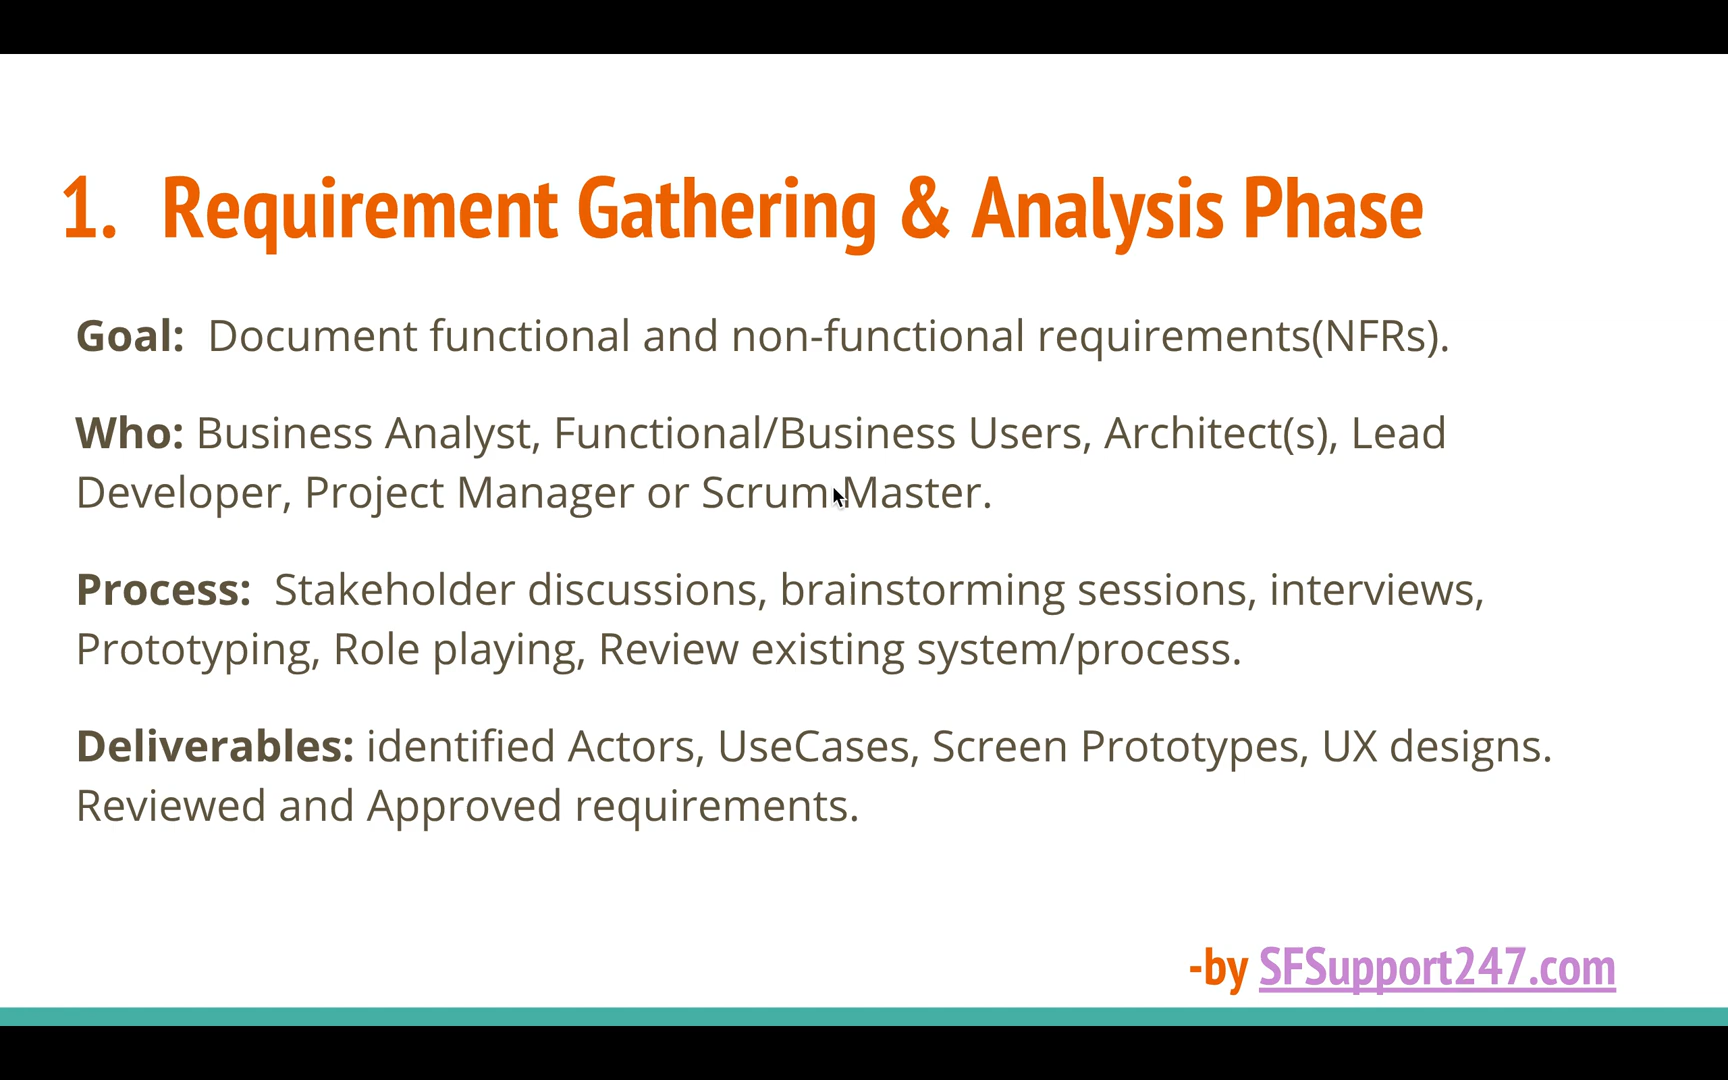 1. Requirement Gathering & Analysis Phase
Goal: Document functional and non-functional requirements(NFRs).
Who: Business Analyst, Functional/Business Users, Architect(s), Lead
Developer, Project Manager or Scrum Master.
Process: Stakeholder discussions, brainstorming sessions, interviews,
Prototyping, Role playing, Review existing system/process.
Deliverables: identified Actors, UseCases, Screen Prototypes, UX designs.
Reviewed and Approved requirements.
-by SFSupport247.com